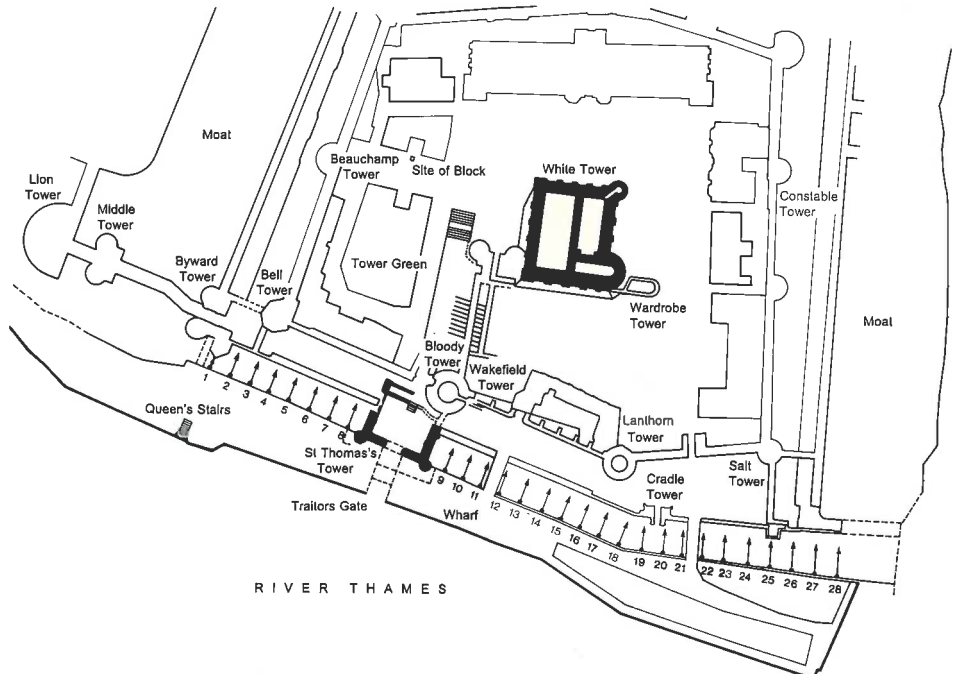 Moat
Beauchamp
Tower
Site of Block
White Tower
Lion
Tower
Middle
Tower
Constable
Tower
Byward
Tower
Bell
Tower
Tower Green
Wardrobe
Tower
Moat
Bloody
Tower
Wakefield
Tower
1
2
3
4
5
6
7
8
Queen's Stairs
Lanthorn
Tower
St Thomas's
Tower
9
10
11
Cradle
Tower
Salt
Tower
Traitors Gate
Wharf
12
13
14
15
16
17
18
19
20
21
22
23
24
25
26
27
28
RIVER THAMES